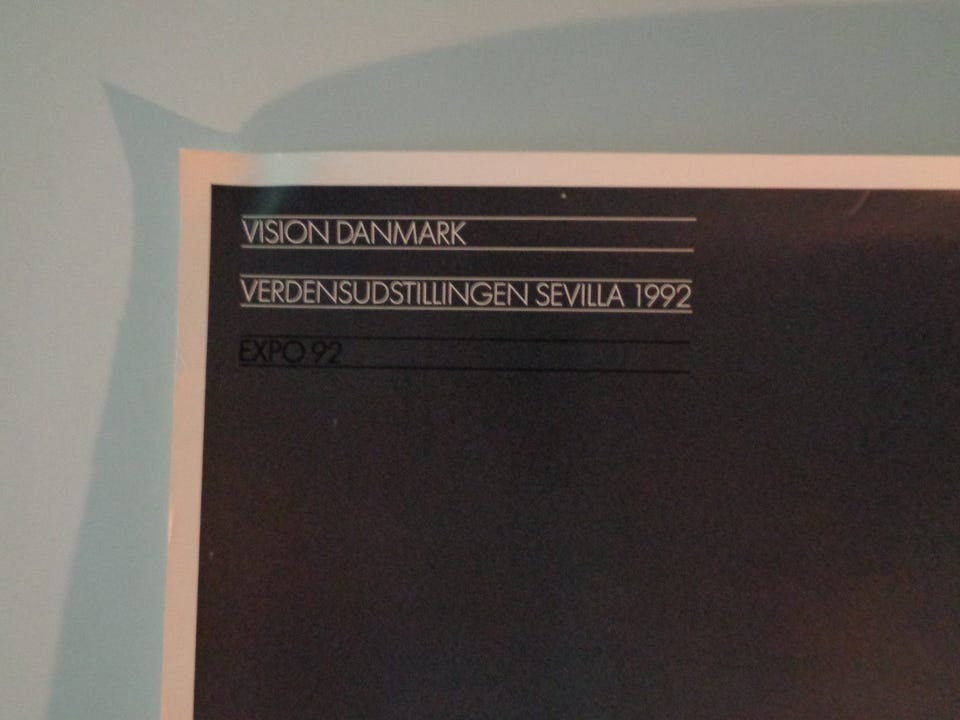 VISION DANMARK
VERDENSUDSTILLINGEN SEVILLA 1992
EXPO 92